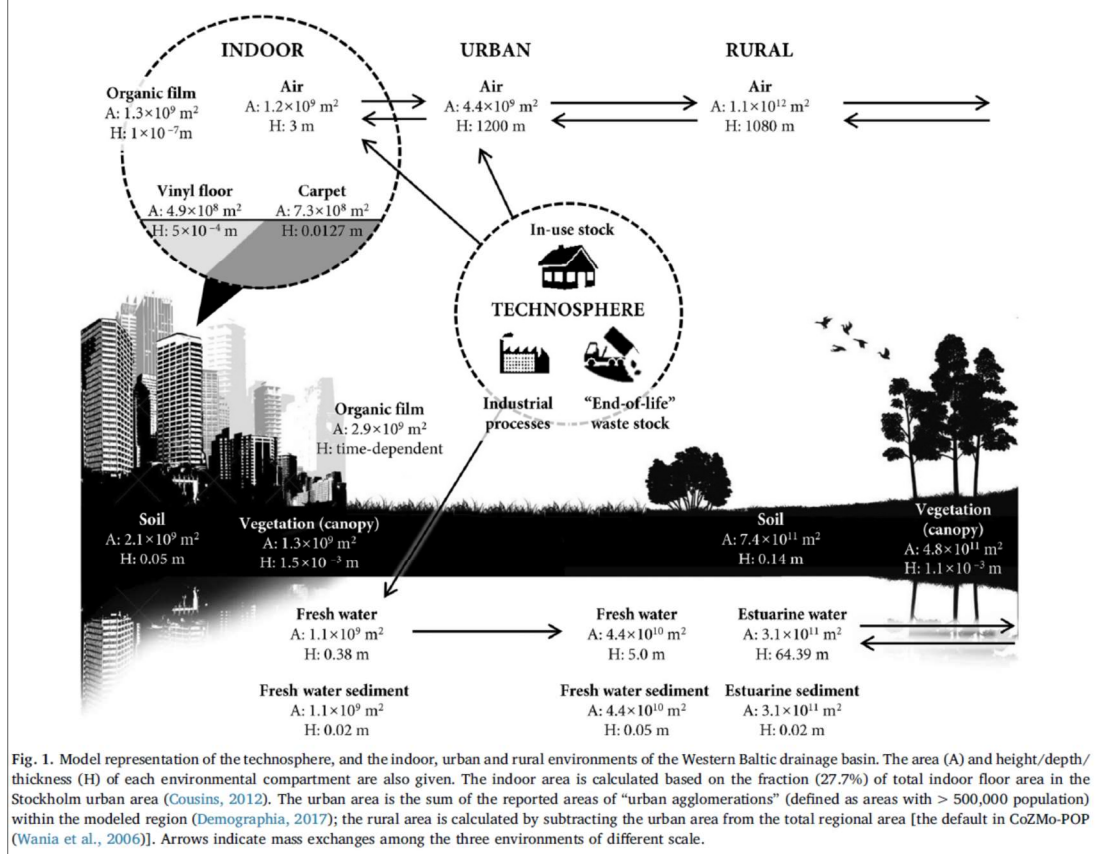 INDOOR
URBAN
RURAL
Organic film
A: 1.3×10⁹ m²
H: 1×10⁻⁷m
Air
A: 1.2×10⁹ m²
H: 3 m
Air
A: 4.4×10⁹ m²
H: 1200 m
Air
A: 1.1×10¹² m²
H: 1080 m
Vinyl floor
A: 4.9×10⁸ m²
H: 5×10⁻⁴ m
Carpet
A: 7.3×10⁸ m²
H: 0.0127 m
In-use stock
TECHNOSPHERE
Industrial
processes
“End-of-life”
waste stock
Organic film
A: 2.9×10⁹ m²
H: time-dependent
Soil
A: 2.1×10⁹ m²
H: 0.05 m
Vegetation (canopy)
A: 1.3×10⁹ m²
H: 1.5×10⁻³ m
Soil
A: 7.4×10¹¹ m²
H: 0.14 m
Vegetation
(canopy)
A: 4.8×10¹¹ m²
H: 1.1×10⁻³ m
Fresh water
A: 1.1×10⁹ m²
H: 0.38 m
Fresh water
A: 4.4×10¹⁰ m²
H: 5.0 m
Estuarine water
A: 3.1×10¹¹ m²
H: 64.39 m
Fresh water sediment
A: 1.1×10⁹ m²
H: 0.02 m
Fresh water sediment
A: 4.4×10¹⁰ m²
H: 0.05 m
Estuarine sediment
A: 3.1×10¹¹ m²
H: 0.02 m
Fig. 1. Model representation of the technosphere, and the indoor, urban and rural environments of the Western Baltic drainage basin. The area (A) and height/depth/
thickness (H) of each environmental compartment are also given. The indoor area is calculated based on the fraction (27.7%) of total indoor floor area in the
Stockholm urban area (Cousins, 2012). The urban area is the sum of the reported areas of “urban agglomerations” (defined as areas with > 500,000 population)
within the modeled region (Demographia, 2017); the rural area is calculated by subtracting the urban area from the total regional area [the default in CoZMo-POP
(Wania et al., 2006)]. Arrows indicate mass exchanges among the three environments of different scale.